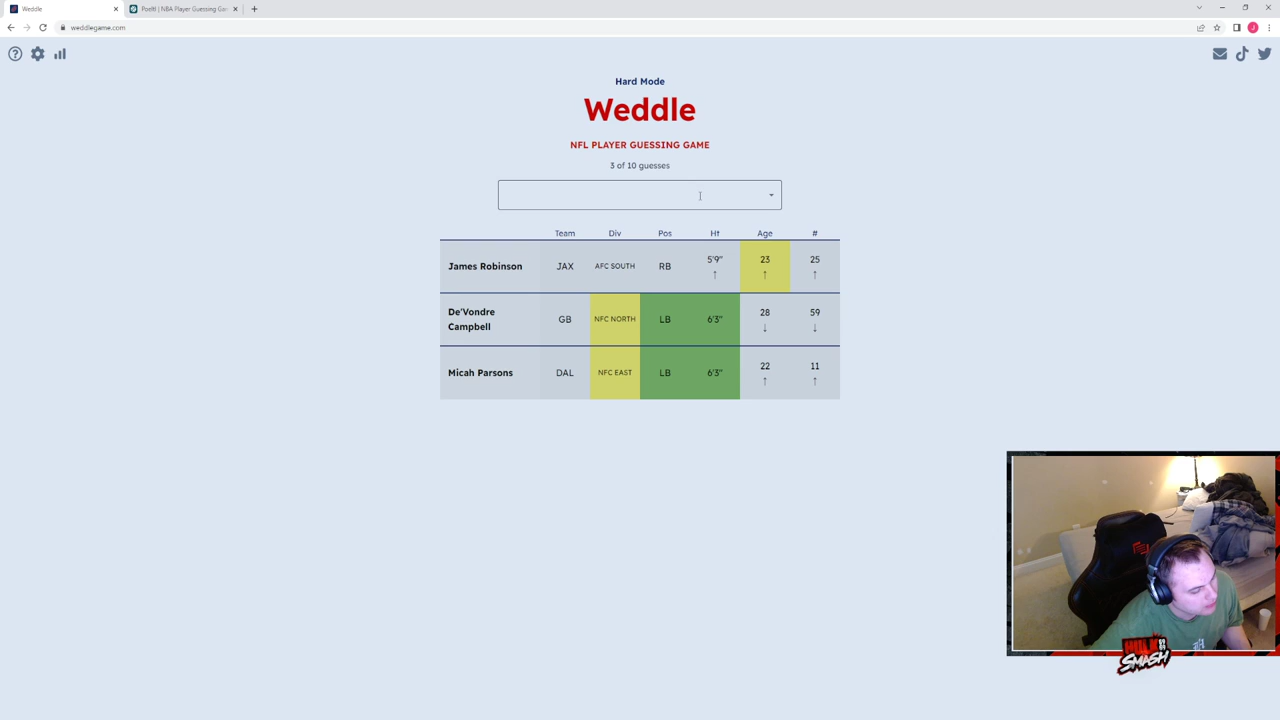 Weddle
Poeltl | NBA Player Guessing Ga
weddlegame.com
J
Hard Mode
Weddle
NFL PLAYER GUESSING GAME
3 of 10 guesses
Team Div Pos Ht Age #
James Robinson JAX AFC SOUTH RB 5'9" ↑ 23 ↑ 25 ↑
De'Vondre Campbell GB NFC NORTH LB 6'3" 28 ↓ 59 ↓
Micah Parsons DAL NFC EAST LB 6'3" 22 ↑ 11 ↑
HULK
SMASH